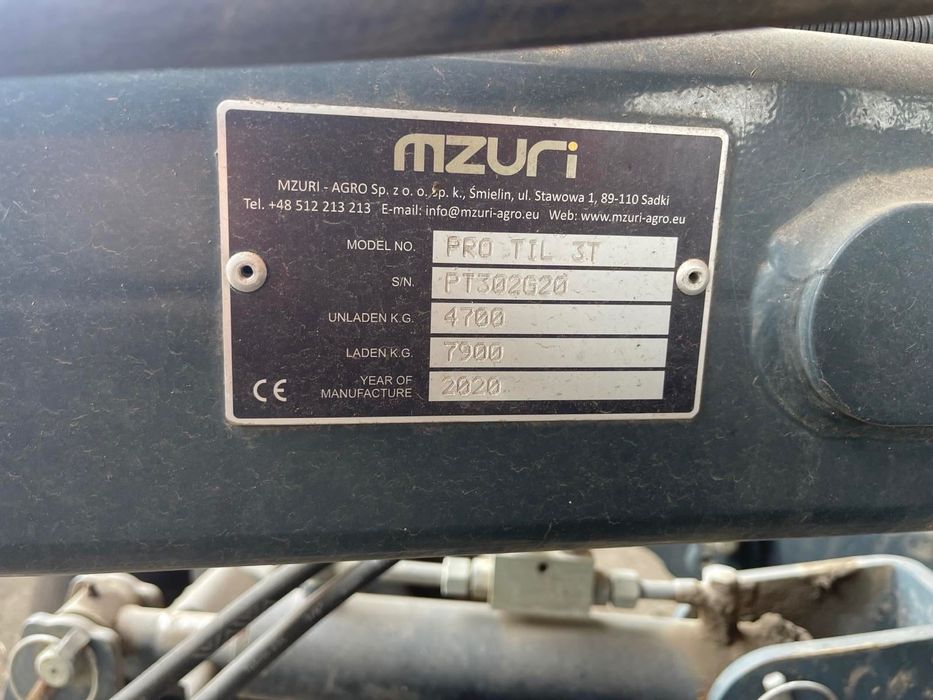 mzuri
MZURI - AGRO Sp. z o. o. sp. k., Śmielin, ul. Stawowa 1, 89-110 Sadki
Tel. +48 512 213 213 E-mail: info@mzuri-agro.eu Web: www.mzuri-agro.eu
MODEL NO. PRO TIL 3T
S/N. PT302G20
UNLADEN K.G. 4700
LADEN K.G. 7900
YEAR OF
MANUFACTURE 2020
CE